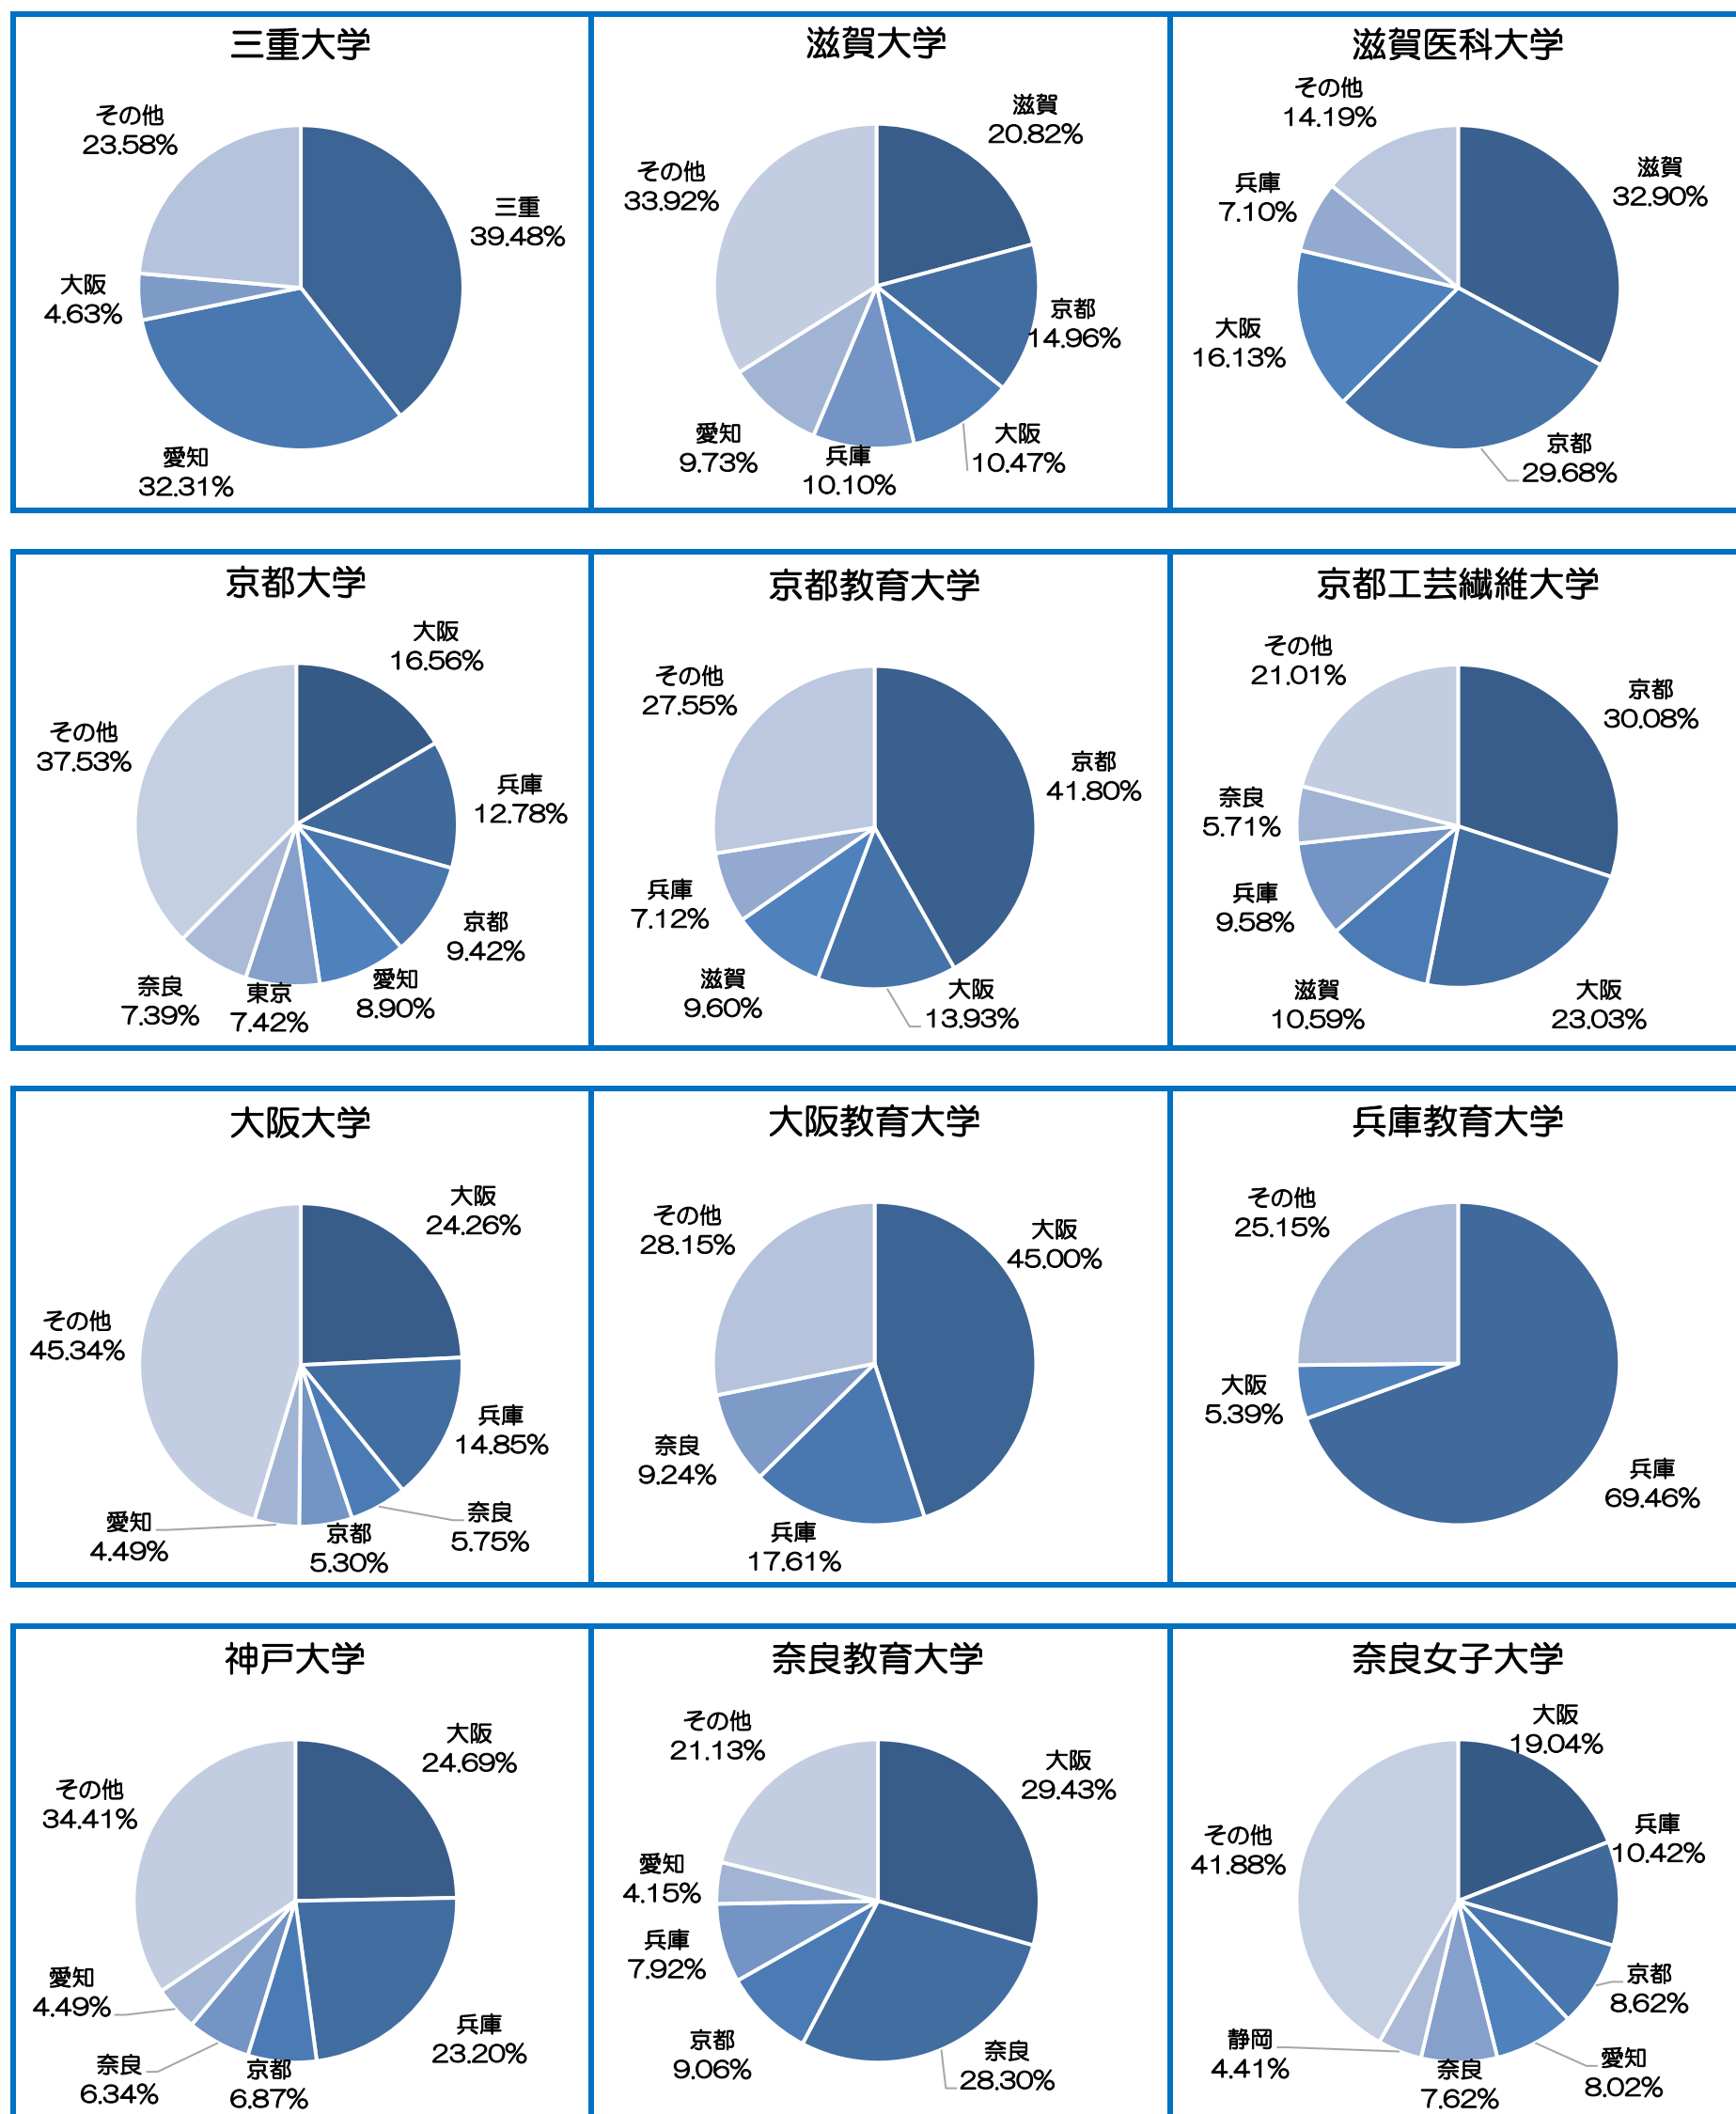 三重大学
その他
23.58%
三重
39.48%
大阪
4.63%
愛知
32.31%
滋賀大学
滋賀
20.82%
その他
33.92%
京都
14.96%
愛知
9.73%
兵庫
10.10%
大阪
10.47%
滋賀医科大学
その他
14.19%
滋賀
32.90%
兵庫
7.10%
大阪
16.13%
京都
29.68%
京都大学
大阪
16.56%
その他
37.53%
兵庫
12.78%
京都
9.42%
奈良
7.39%
東京
7.42%
愛知
8.90%
京都教育大学
その他
27.55%
京都
41.80%
兵庫
7.12%
滋賀
9.60%
大阪
13.93%
京都工芸繊維大学
その他
21.01%
京都
30.08%
奈良
5.71%
兵庫
9.58%
滋賀
10.59%
大阪
23.03%
大阪大学
大阪
24.26%
その他
45.34%
兵庫
14.85%
愛知
4.49%
京都
5.30%
奈良
5.75%
大阪教育大学
その他
28.15%
大阪
45.00%
奈良
9.24%
兵庫
17.61%
兵庫教育大学
その他
25.15%
大阪
5.39%
兵庫
69.46%
神戸大学
大阪
24.69%
その他
34.41%
愛知
4.49%
兵庫
23.20%
奈良
6.34%
京都
6.87%
奈良教育大学
その他
21.13%
大阪
29.43%
愛知
4.15%
兵庫
7.92%
京都
9.06%
奈良
28.30%
奈良女子大学
大阪
19.04%
その他
41.88%
兵庫
10.42%
京都
8.62%
静岡
4.41%
奈良
7.62%
愛知
8.02%